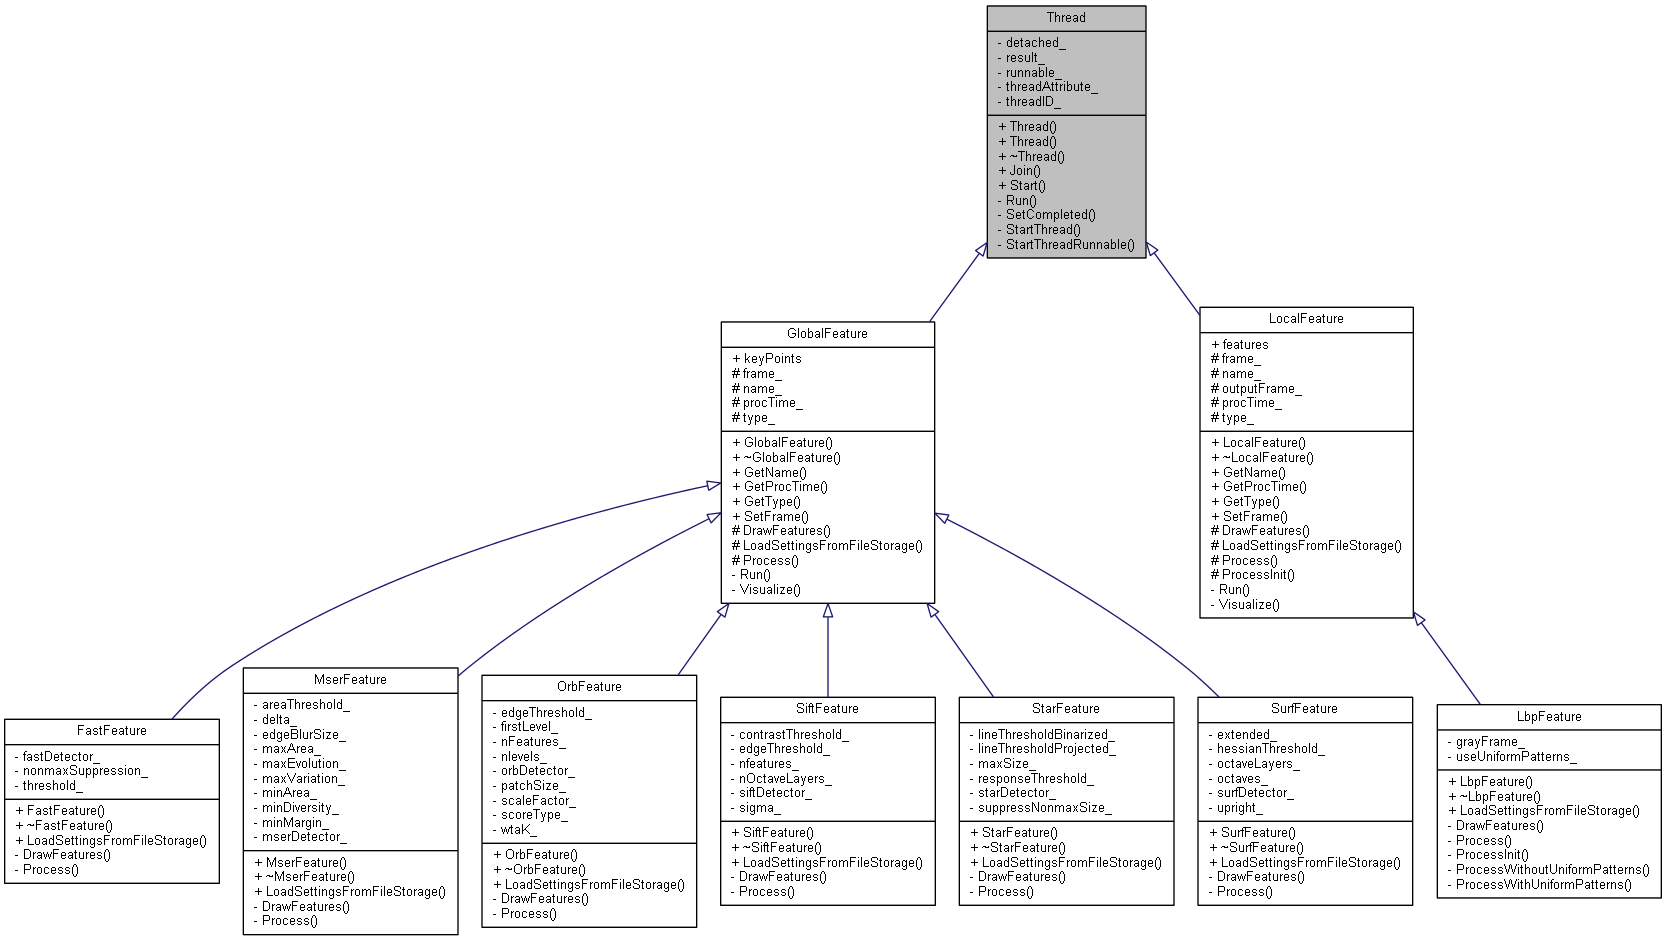 Thread
- detached_
- result_
- runnable_
- threadAttribute_
- threadID_
+ Thread()
+ Thread()
+ ~Thread()
+ Join()
+ Start()
- Run()
- SetCompleted()
- StartThread()
- StartThreadRunnable()
GlobalFeature
+ keyPoints
# frame_
# name_
# procTime_
# type_
+ GlobalFeature()
+ ~GlobalFeature()
+ GetName()
+ GetProcTime()
+ GetType()
+ SetFrame()
# DrawFeatures()
# LoadSettingsFromFileStorage()
# Process()
- Run()
- Visualize()
LocalFeature
+ features
# frame_
# name_
# outputFrame_
# procTime_
# type_
+ LocalFeature()
+ ~LocalFeature()
+ GetName()
+ GetProcTime()
+ GetType()
+ SetFrame()
# DrawFeatures()
# LoadSettingsFromFileStorage()
# Process()
# ProcessInit()
- Run()
- Visualize()
FastFeature
- fastDetector_
- nonmaxSuppression_
- threshold_
+ FastFeature()
+ ~FastFeature()
+ LoadSettingsFromFileStorage()
- DrawFeatures()
- Process()
MserFeature
- areaThreshold_
- delta_
- edgeBlurSize_
- maxArea_
- maxEvolution_
- maxVariation_
- minArea_
- minDiversity_
- minMargin_
- mserDetector_
+ MserFeature()
+ ~MserFeature()
+ LoadSettingsFromFileStorage()
- DrawFeatures()
- Process()
OrbFeature
- edgeThreshold_
- firstLevel_
- nFeatures_
- nlevels_
- orbDetector_
- patchSize_
- scaleFactor_
- scoreType_
- wtaK_
+ OrbFeature()
+ ~OrbFeature()
+ LoadSettingsFromFileStorage()
- DrawFeatures()
- Process()
SiftFeature
- contrastThreshold_
- edgeThreshold_
- nfeatures_
- nOctaveLayers_
- siftDetector_
- sigma_
+ SiftFeature()
+ ~SiftFeature()
+ LoadSettingsFromFileStorage()
- DrawFeatures()
- Process()
StarFeature
- lineThresholdBinarized_
- lineThresholdProjected_
- maxSize_
- responseThreshold_
- starDetector_
- suppressNonmaxSize_
+ StarFeature()
+ ~StarFeature()
+ LoadSettingsFromFileStorage()
- DrawFeatures()
- Process()
SurfFeature
- extended_
- hessianThreshold_
- octaveLayers_
- octaves_
- surfDetector_
- upright_
+ SurfFeature()
+ ~SurfFeature()
+ LoadSettingsFromFileStorage()
- DrawFeatures()
- Process()
LbpFeature
- grayFrame_
- useUniformPatterns_
+ LbpFeature()
+ ~LbpFeature()
+ LoadSettingsFromFileStorage()
- DrawFeatures()
- Process()
- ProcessInit()
- ProcessWithoutUniformPatterns()
- ProcessWithUniformPatterns()